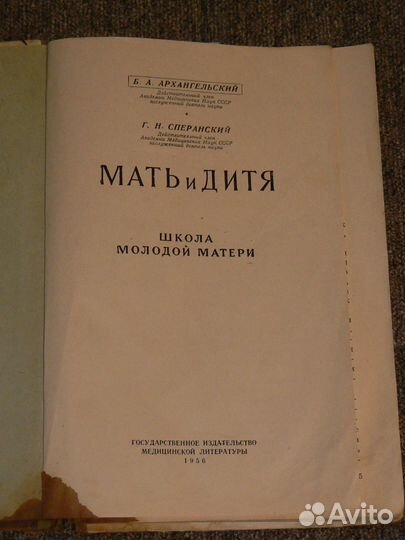 Б. А. АРХАНГЕЛЬСКИЙ
Действительный член
Академии Медицинских Наук СССР
заслуженный деятель науки
Г. Н. СПЕРАНСКИЙ
Действительный член
Академии Медицинских Наук СССР
заслуженный деятель науки
МАТЬ и ДИТЯ
ШКОЛА
МОЛОДОЙ МАТЕРИ
ГОСУДАРСТВЕННОЕ ИЗДАТЕЛЬСТВО
МЕДИЦИНСКОЙ ЛИТЕРАТУРЫ
1956
5
Avito